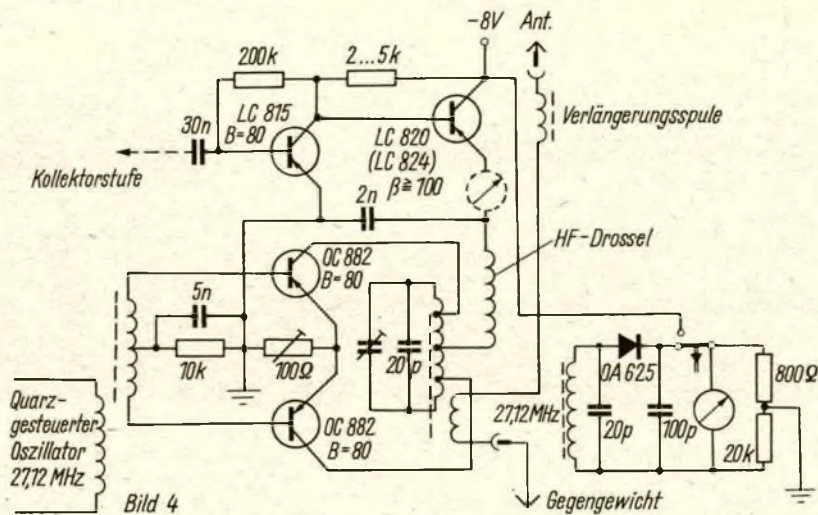 -8V
Ant.
200k
2...5k
LC 815
B=80
LC 820
(LC 824)
β≧100
Verlängerungsspule
30n
Kollektorstufe
2n
HF-Drossel
OC 882
B=80
5n
10k
100Ω
20p
Quarz-
gesteuerter
Oszillator
27,12 MHz
OC 882
B=80
27,12MHz
OA 625
20p
100p
800Ω
20k
Bild 4
Gegengewicht